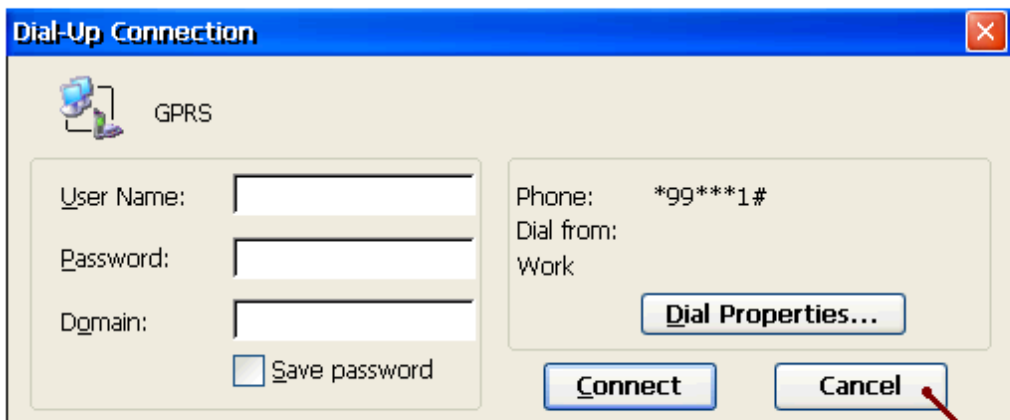 Dial-Up Connection
GPRS
User Name:
Password:
Domain:
Save password
Phone: *99***1#
Dial from:
Work
Dial Properties...
Connect Cancel